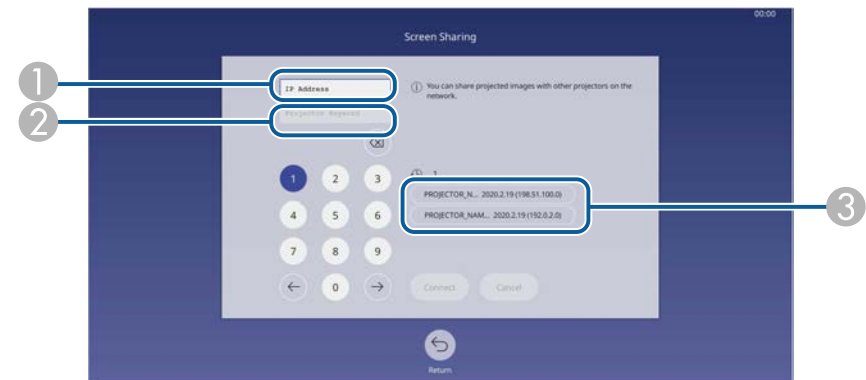 00:00
Screen Sharing
1
IP Address
You can share projected images with other projectors on the
network.
2
Projector Keyword
1 2 3
1
PROJECTOR_N... 2020.2.19 (198.51.100.0)
4 5 6
PROJECTOR_NAM... 2020.2.19 (192.0.2.0)
3
7 8 9
0
Connect Cancel
Return